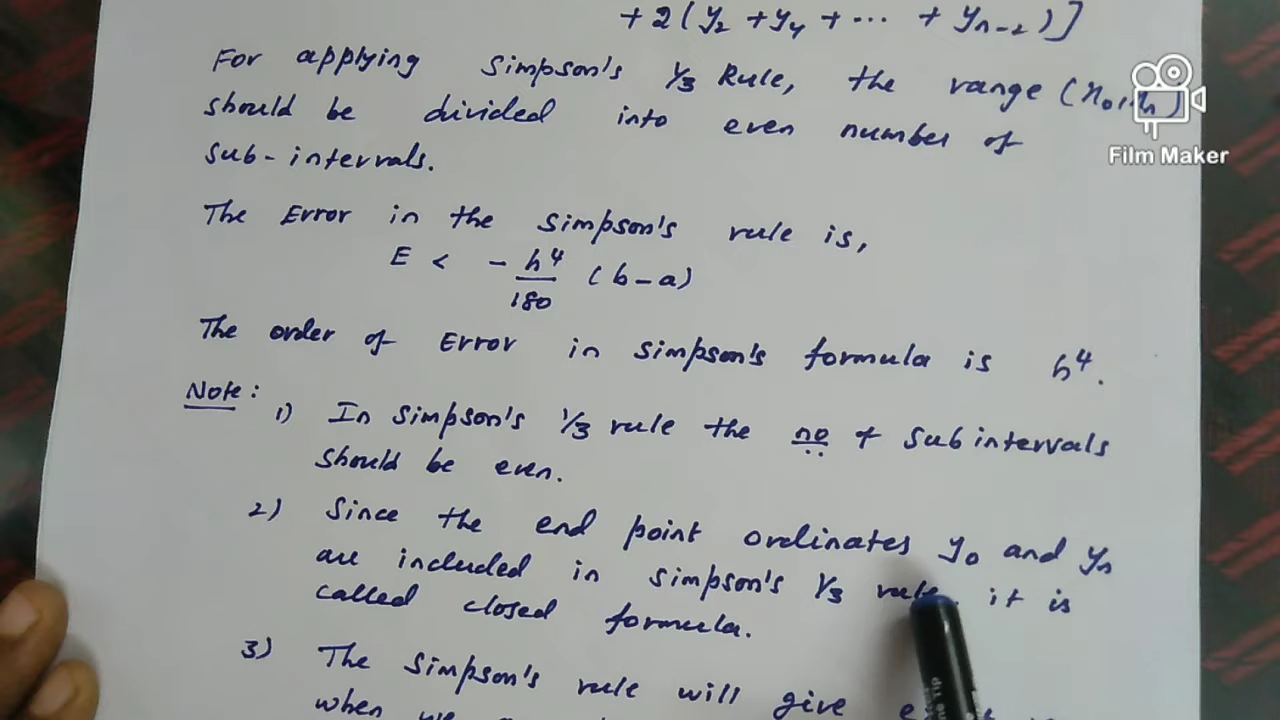 + 2 ( y₂ + y₄ + ... + yₙ₋₂ ) ]
For applying Simpson's 1/3 Rule, the range
should be divided into even number of
sub-intervals.
Film Maker
The Error in the Simpson's rule is,
E < - h⁴/180 (b-a)
The order of Error in Simpson's formula is h⁴.
Note:
1) In Simpson's 1/3 rule the no of Sub intervals
should be even.
2) Since the end point ordinates y₀ and yₙ
are included in Simpson's 1/3 rule. it is
called closed formula.
3) The Simpson's rule will give
when